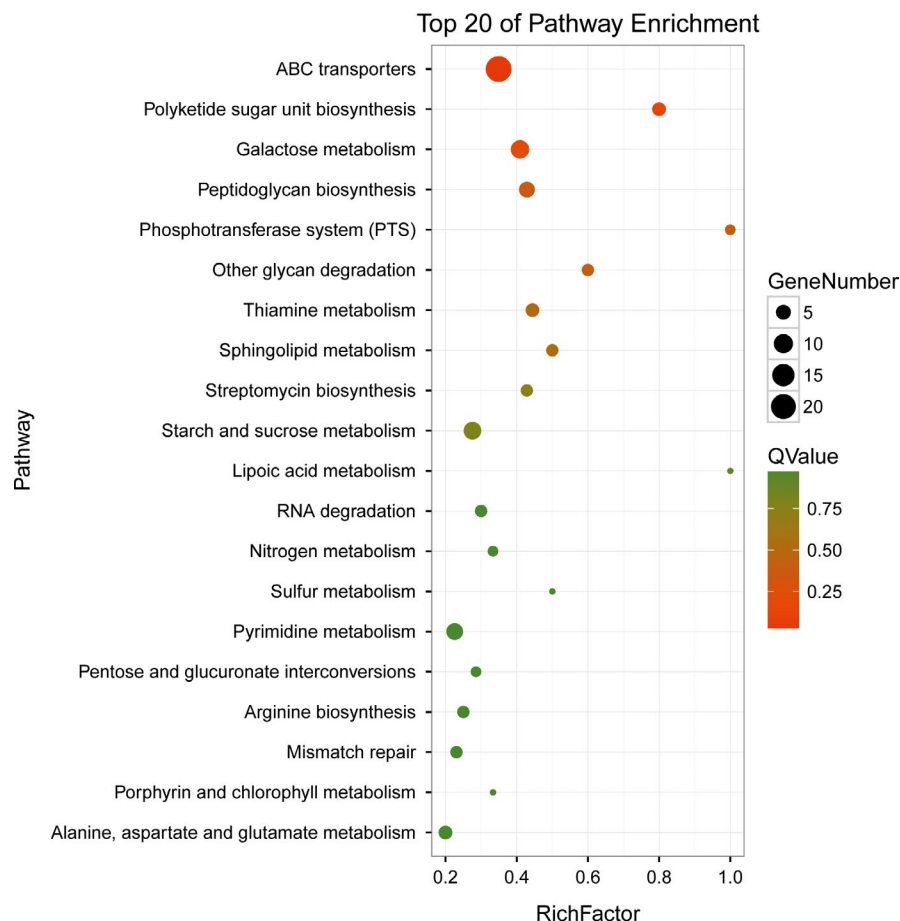 Top 20 of Pathway Enrichment
Pathway
ABC transporters
Polyketide sugar unit biosynthesis
Galactose metabolism
Peptidoglycan biosynthesis
Phosphotransferase system (PTS)
Other glycan degradation
Thiamine metabolism
Sphingolipid metabolism
Streptomycin biosynthesis
Starch and sucrose metabolism
Lipoic acid metabolism
RNA degradation
Nitrogen metabolism
Sulfur metabolism
Pyrimidine metabolism
Pentose and glucuronate interconversions
Arginine biosynthesis
Mismatch repair
Porphyrin and chlorophyll metabolism
Alanine, aspartate and glutamate metabolism
0.2 0.4 0.6 0.8 1.0
RichFactor
GeneNumber
5
10
15
20
QValue
0.75
0.50
0.25